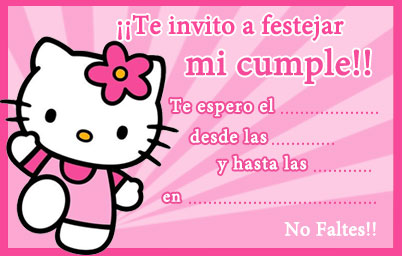 ¡¡Te invito a festejar
mi cumple!!
Te espero el ...................
desde las ............
y hasta las ...........
en .........................................
No Faltes!!